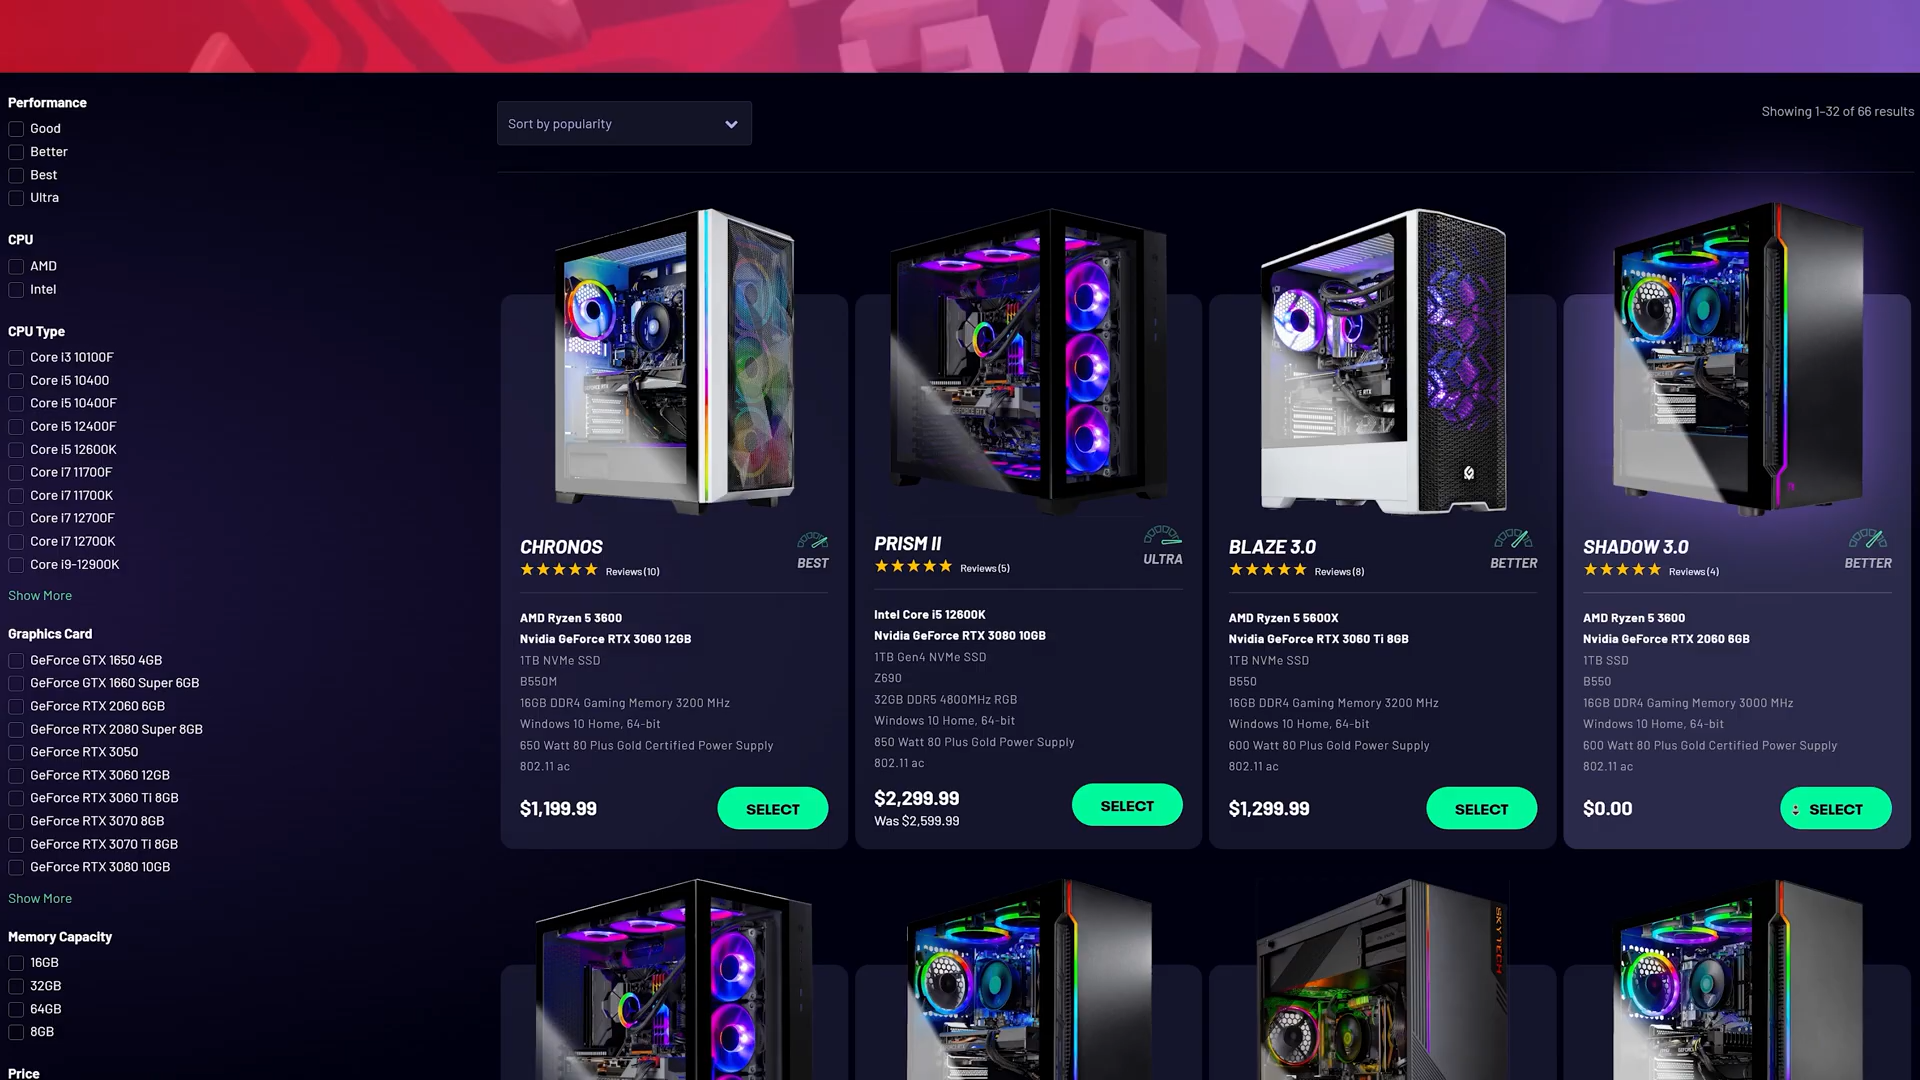 Performance
Good
Better
Best
Ultra
CPU
AMD
Intel
CPU Type
Core i3 10100F
Core i5 10400
Core i5 10400F
Core i5 12400F
Core i5 12600K
Core i7 11700F
Core i7 11700K
Core i7 12700F
Core i7 12700K
Core i9-12900K
Show More
Graphics Card
GeForce GTX 1650 4GB
GeForce GTX 1660 Super 6GB
GeForce RTX 2060 6GB
GeForce RTX 2080 Super 8GB
GeForce RTX 3050
GeForce RTX 3060 12GB
GeForce RTX 3060 TI 8GB
GeForce RTX 3070 8GB
GeForce RTX 3070 Ti 8GB
GeForce RTX 3080 10GB
Show More
Memory Capacity
16GB
32GB
64GB
8GB
Price
Sort by popularity
Showing 1–32 of 66 results
CHRONOS
BEST
Reviews(10)
AMD Ryzen 5 3600
Nvidia GeForce RTX 3060 12GB
1TB NVMe SSD
B550M
16GB DDR4 Gaming Memory 3200 MHz
Windows 10 Home, 64-bit
650 Watt 80 Plus Gold Certified Power Supply
802.11 ac
$1,199.99
SELECT
PRISM II
ULTRA
Reviews(5)
Intel Core i5 12600K
Nvidia GeForce RTX 3080 10GB
1TB Gen4 NVMe SSD
Z690
32GB DDR5 4800MHz RGB
Windows 10 Home, 64-bit
850 Watt 80 Plus Gold Power Supply
802.11 ac
$2,299.99
Was $2,599.99
SELECT
BLAZE 3.0
BETTER
Reviews(8)
AMD Ryzen 5 5600X
Nvidia GeForce RTX 3060 Ti 8GB
1TB NVMe SSD
B550
16GB DDR4 Gaming Memory 3200 MHz
Windows 10 Home, 64-bit
600 Watt 80 Plus Gold Power Supply
802.11 ac
$1,299.99
SELECT
SHADOW 3.0
BETTER
Reviews(4)
AMD Ryzen 5 3600
Nvidia GeForce RTX 2060 6GB
1TB SSD
B550
16GB DDR4 Gaming Memory 3000 MHz
Windows 10 Home, 64-bit
600 Watt 80 Plus Gold Certified Power Supply
802.11 ac
$0.00
SELECT
SKYTECH